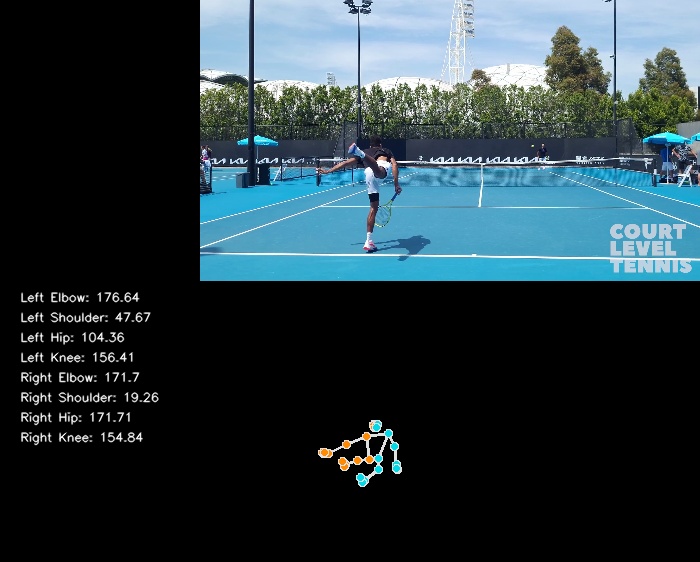 COURT
LEVEL
TENNIS
Left Elbow: 176.64
Left Shoulder: 47.67
Left Hip: 104.36
Left Knee: 156.41
Right Elbow: 171.7
Right Shoulder: 19.26
Right Hip: 171.71
Right Knee: 154.84